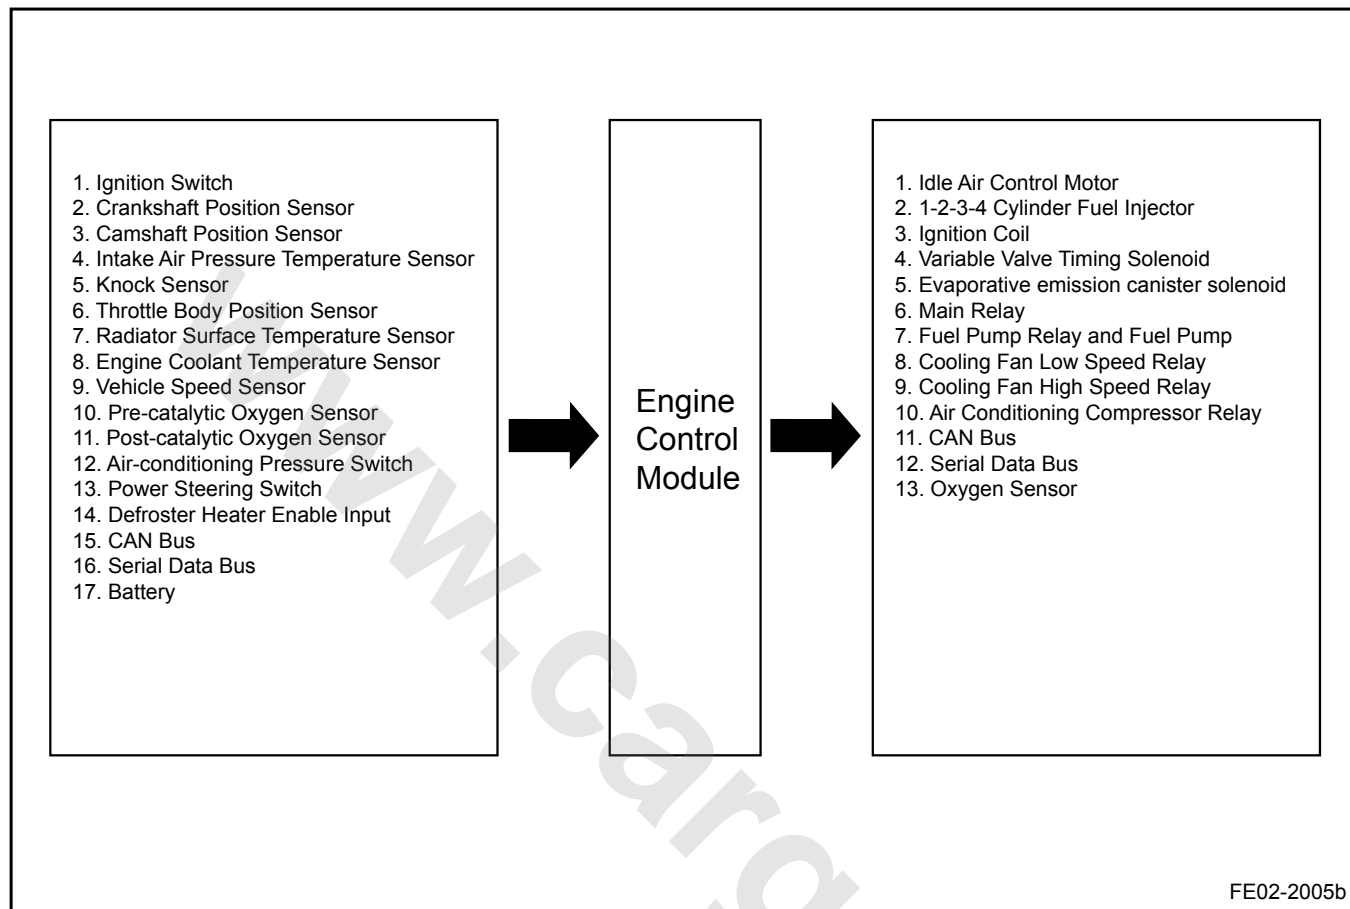 1. Ignition Switch
2. Crankshaft Position Sensor
3. Camshaft Position Sensor
4. Intake Air Pressure Temperature Sensor
5. Knock Sensor
6. Throttle Body Position Sensor
7. Radiator Surface Temperature Sensor
8. Engine Coolant Temperature Sensor
9. Vehicle Speed Sensor
10. Pre-catalytic Oxygen Sensor
11. Post-catalytic Oxygen Sensor
12. Air-conditioning Pressure Switch
13. Power Steering Switch
14. Defroster Heater Enable Input
15. CAN Bus
16. Serial Data Bus
17. Battery
Engine
Control
Module
1. Idle Air Control Motor
2. 1-2-3-4 Cylinder Fuel Injector
3. Ignition Coil
4. Variable Valve Timing Solenoid
5. Evaporative emission canister solenoid
6. Main Relay
7. Fuel Pump Relay and Fuel Pump
8. Cooling Fan Low Speed Relay
9. Cooling Fan High Speed Relay
10. Air Conditioning Compressor Relay
11. CAN Bus
12. Serial Data Bus
13. Oxygen Sensor
FE02-2005b